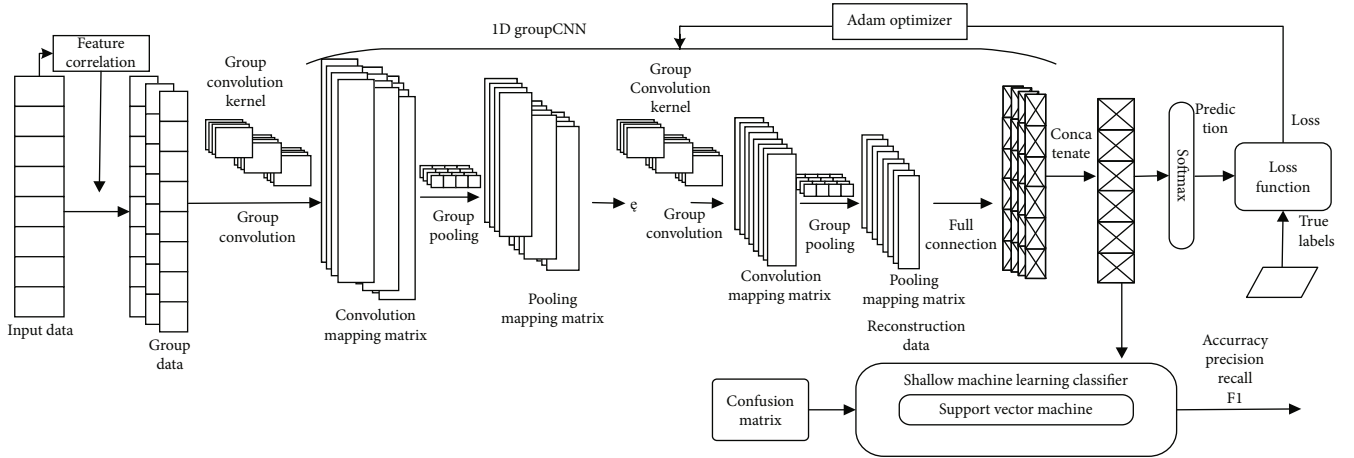 1D groupCNN
Adam optimizer
Feature
correlation
Group
convolution
kernel
Group
Convolution
kernel
Conca
tenate
Predic
tion
Softmax
Loss
Loss
function
True
labels
Input data
Group
data
Group
convolution
Convolution
mapping matrix
Group
pooling
Pooling
mapping matrix
ȩ
Group
convolution
Convolution
mapping matrix
Group
pooling
Pooling
mapping matrix
Full
connection
Reconstruction
data
Confusion
matrix
Shallow machine learning classifier
Support vector machine
Accurracy
precision
recall
F1